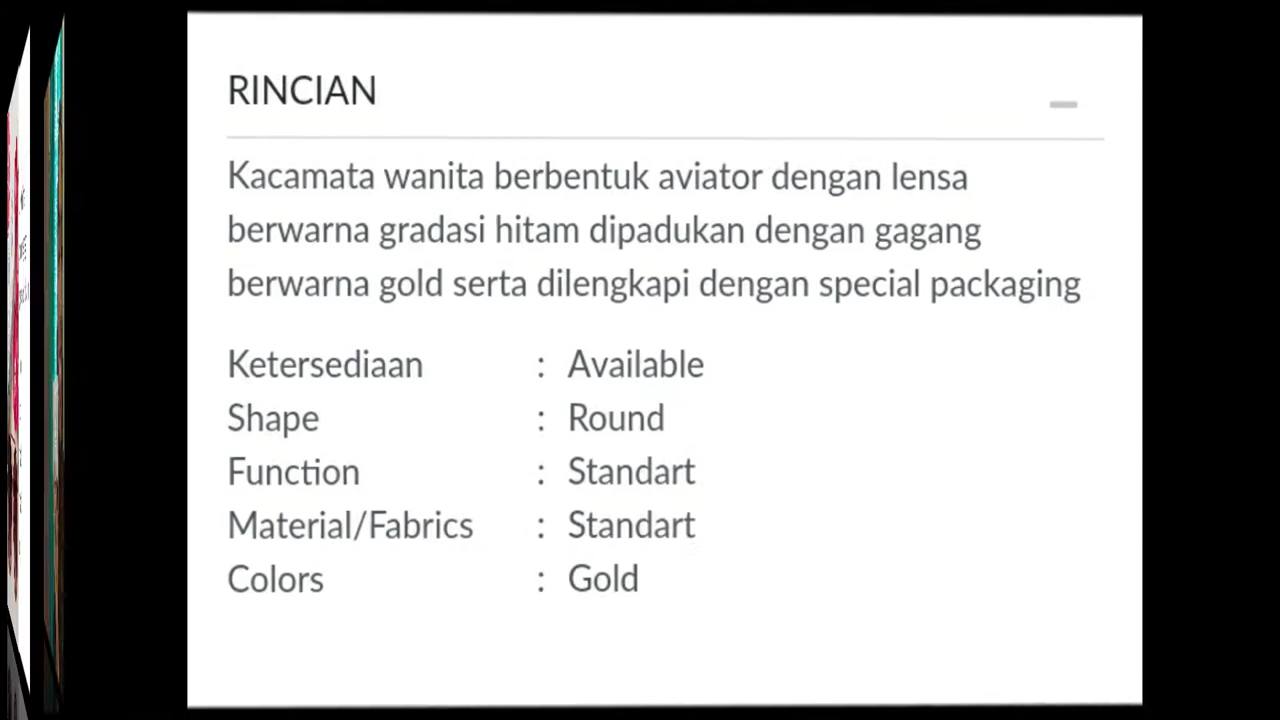 RINCIAN
Kacamata wanita berbentuk aviator dengan lensa
berwarna gradasi hitam dipadukan dengan gagang
berwarna gold serta dilengkapi dengan special packaging
Ketersediaan : Available
Shape : Round
Function : Standart
Material/Fabrics : Standart
Colors : Gold